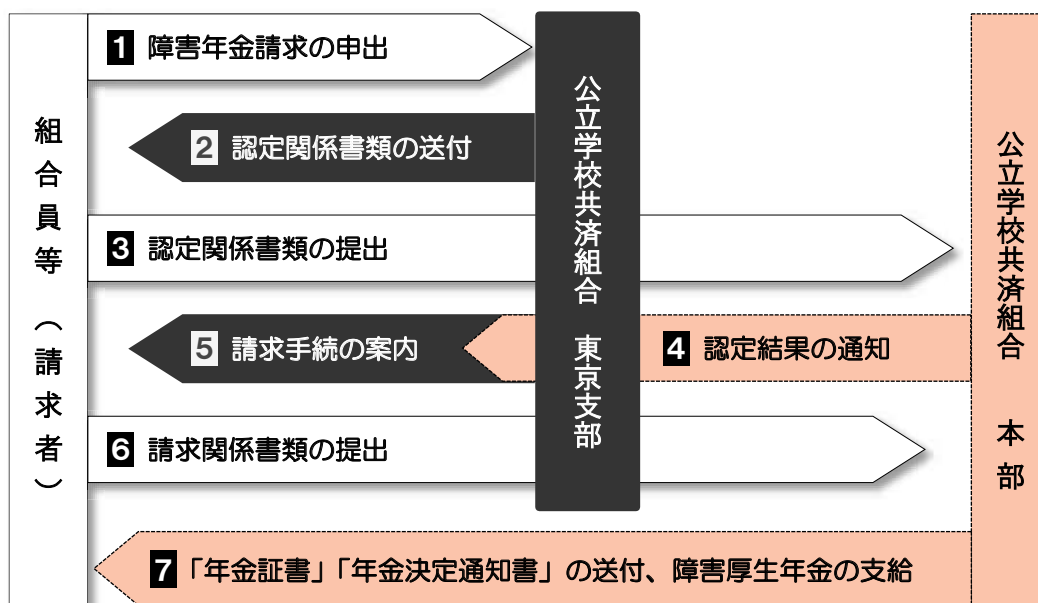 組合員等（請求者）
1 障害年金請求の申出
2 認定関係書類の送付
3 認定関係書類の提出
4 認定結果の通知
5 請求手続の案内
6 請求関係書類の提出
7 「年金証書」「年金決定通知書」の送付、障害厚生年金の支給
公立学校共済組合 東京支部
公立学校共済組合 本部